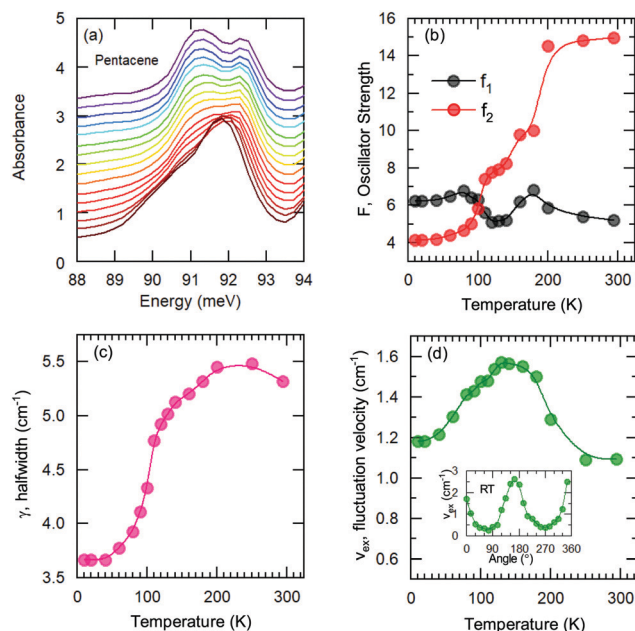 (a)
Pentacene
Absorbance
5
4
3
2
1
0
88 89 90 91 92 93 94
Energy (meV)
(b)
f₁
f₂
F, Oscillator Strength
16
14
12
10
8
6
4
0 100 200 300
Temperature (K)
(c)
γ, halfwidth (cm⁻¹)
5.5
5.0
4.5
4.0
3.5
0 100 200 300
Temperature (K)
(d)
νₑₓ, fluctuation velocity (cm⁻¹)
1.6
1.4
1.2
1.0
0.8
0.6
0 100 200 300
Temperature (K)
RT
νₑₓ (cm⁻¹)
3
2
1
0
0 90 180 270 360
Angle (°)